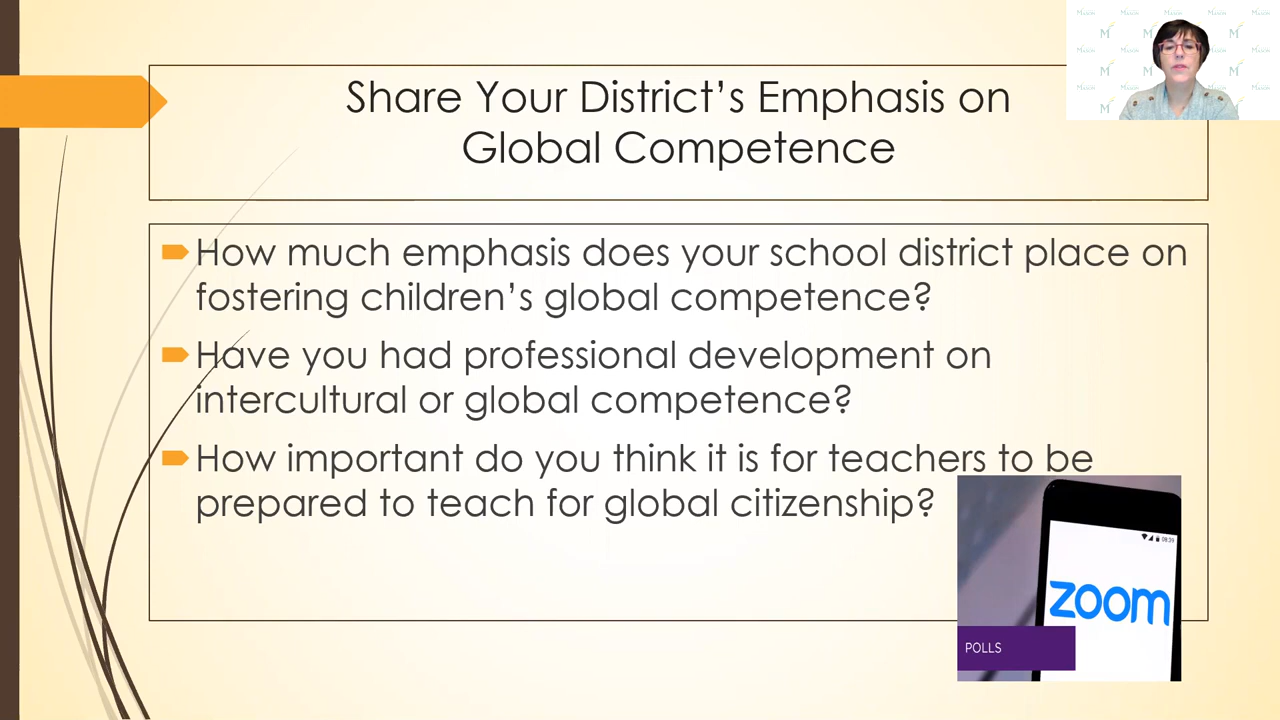 Share Your District's Emphasis on
Global Competence
How much emphasis does your school district place on
fostering children's global competence?
Have you had professional development on
intercultural or global competence?
How important do you think it is for teachers to be
prepared to teach for global citizenship?
zoom
POLLS